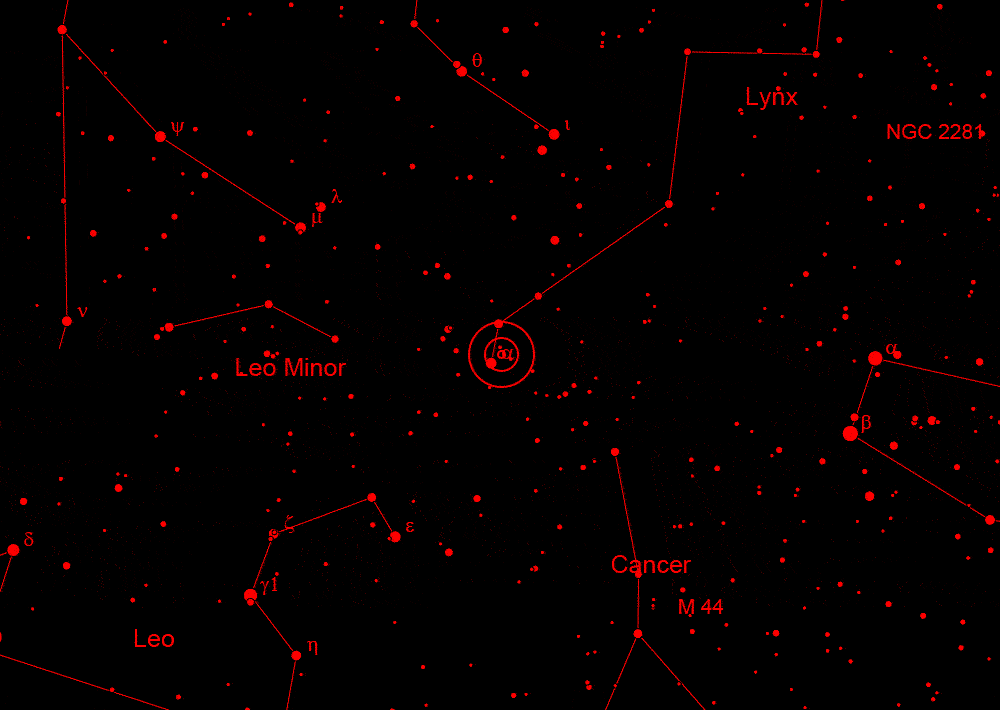 θ
Lynx
ι
ψ
NGC 2281
λ
μ
ν
Leo Minor
α
α
β
ζ
ε
δ
Cancer
γ1
M 44
Leo
η